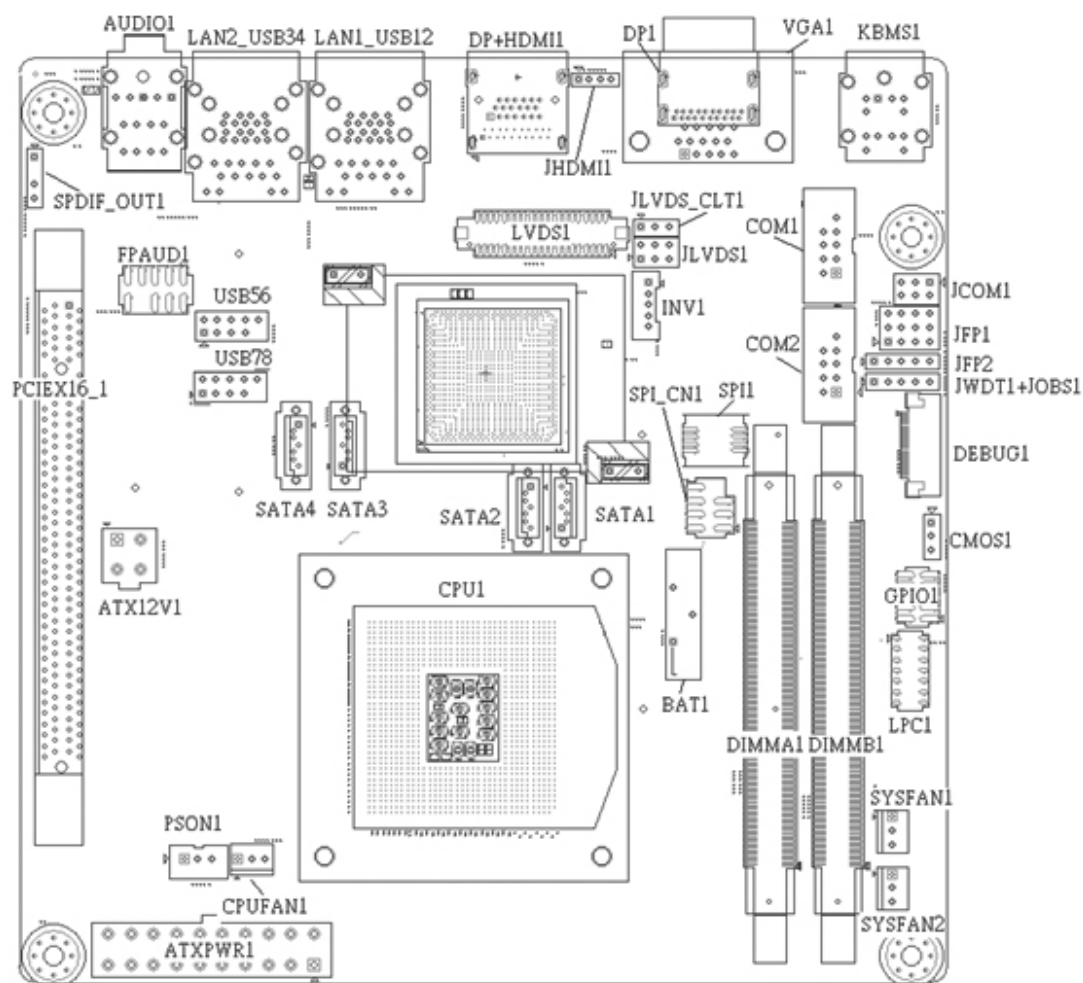 AUDIO1
LAN2_USB34
LAN1_USB12
DP+HDMI1
DP1
VGA1
KBMS1
JHDMI1
SPDIF_OUT1
JLVDS_CLT1
LVDS1
COM1
FPAUD1
JLVDS1
USB56
INV1
JCOM1
JFP1
COM2
USB78
JFP2
PCIEX16_1
SPI_CN1
SPI1
JWDT1+JOBS1
DEBUG1
SATA4
SATA3
SATA2
SATA1
CMOS1
CPU1
GPIO1
ATX12V1
BAT1
LPC1
DIMMA1
DIMMB1
SYSFAN1
PSON1
CPUFAN1
SYSFAN2
ATXPWR1